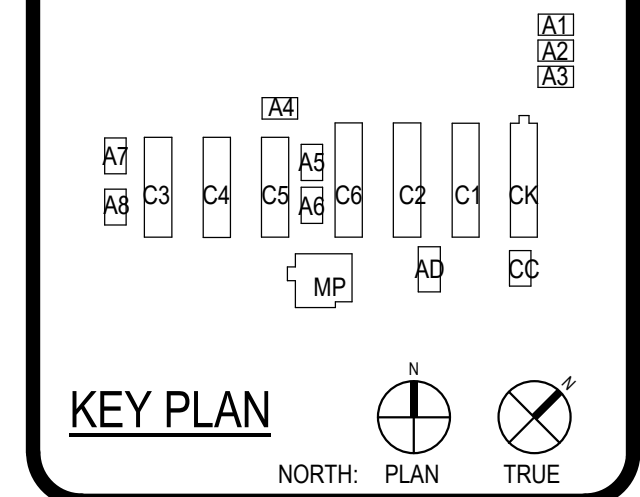 A1
A2
A3
A4
A7
A5
A8
C3
C4
C5
A6
C6
C2
C1
CK
MP
AD
CC
KEY PLAN
N
N
NORTH: PLAN TRUE